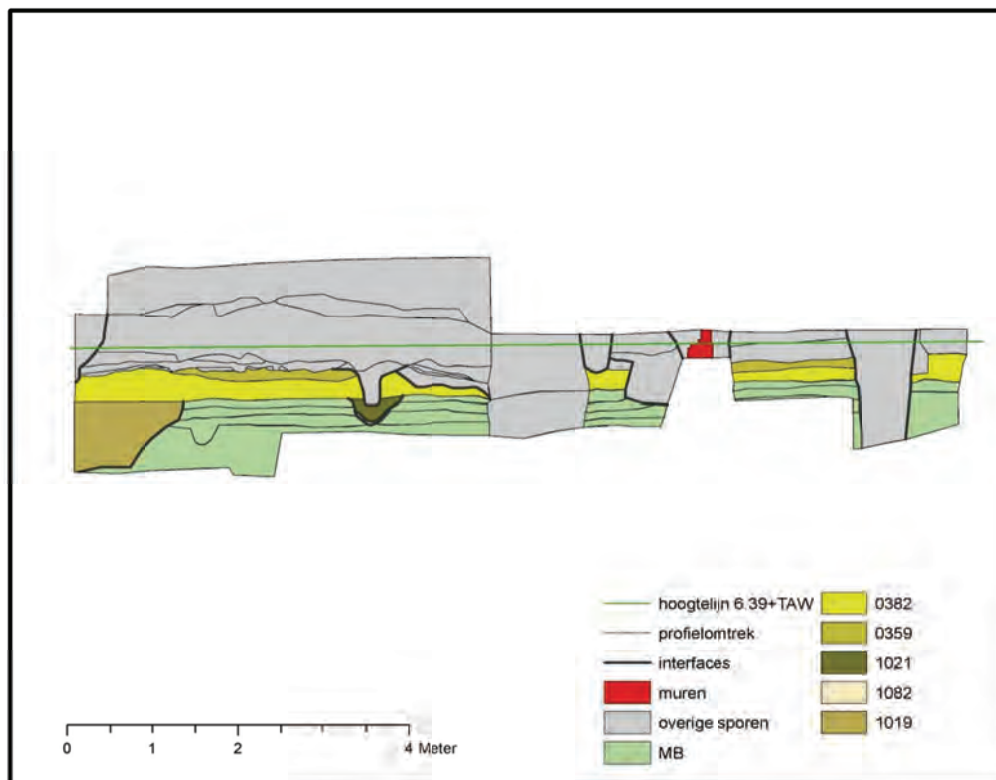 hoogtelijn 6.39+TAW
profielomtrek
interfaces
muren
overige sporen
MB
0382
0359
1021
1082
1019
0 1 2 4 Meter